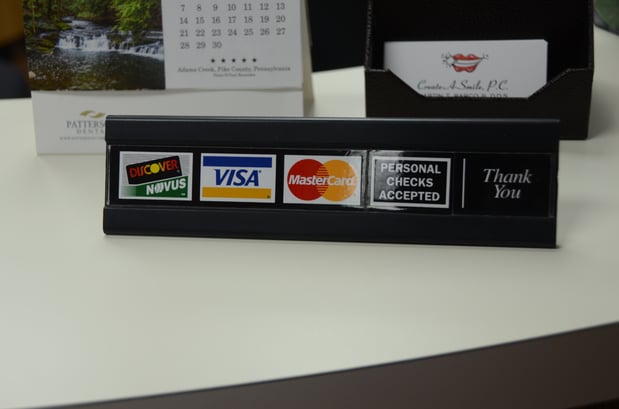 7 8 9 10 11 12 13
14 15 16 17 18 19 20
21 22 23 24 25 26 27
28 29 30
Adams Creek, Pike County, Pennsylvania
PATTERSON
DENTAL
Create A Smile, P.C.
DISCOVER
NOVUS
VISA
MasterCard
PERSONAL
CHECKS
ACCEPTED
Thank
You